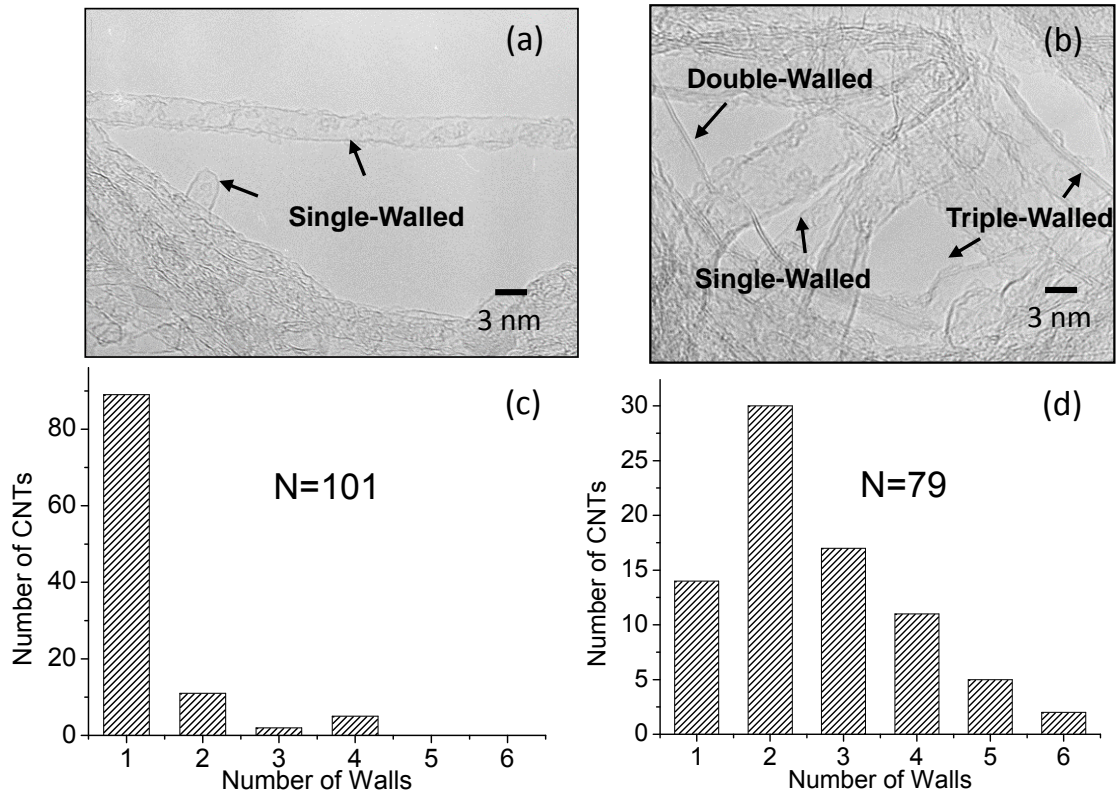 (a)
Single-Walled
3 nm
(b)
Double-Walled
Triple-Walled
Single-Walled
3 nm
(c)
N=101
Number of CNTs
80
60
40
20
0
1 2 3 4 5 6
Number of Walls
(d)
N=79
Number of CNTs
30
25
20
15
10
5
0
1 2 3 4 5 6
Number of Walls